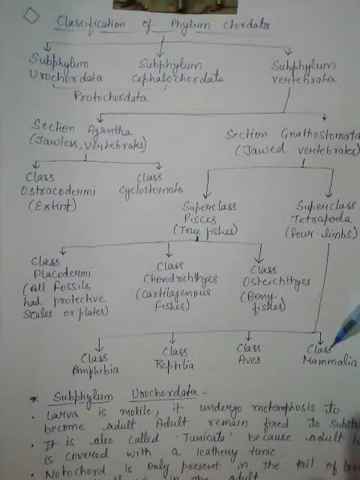 Classification of Phylum Chordata
Subphylum Subphylum Subphylum
Urochordata Cephalochordata Vertebrata
Protochordata
Section Agantha Section Gnathostomata
(Jawless, vertebrates) (Jawed vertebrates)
Class Class
Ostracodermi Cyclostomata
(Extint)
Superclass Superclass
Pisces Tetrapoda
(True fishes) (Four limbs)
Class Class Class
Placodermi Chondrichthyes Osteichthyes
(All Fossils (Cartilagenous (Bony
had protective fishes) fishes)
scales or plates)
Class Class Class Class
Amphibia Reptilia Aves Mammalia
* Subphylum Urochordata -
• Larva is motile, it undergo metamphosis to
become adult Adult remain fixed to
• It is also called 'Tunicata' because adult
is covered with a leathery tunic.
• Notochord is only present in the tail of